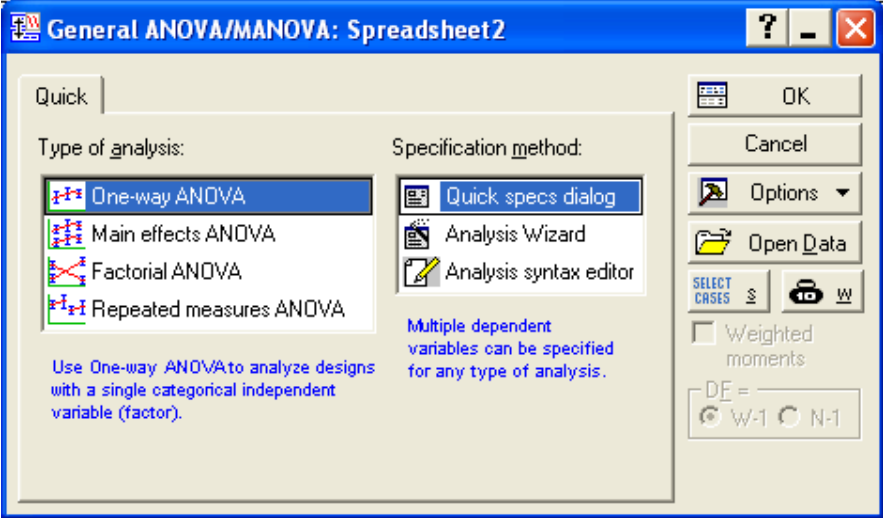 General ANOVA/MANOVA: Spreadsheet2
?
Quick
Type of analysis:
One-way ANOVA
Main effects ANOVA
Factorial ANOVA
Repeated measures ANOVA
Use One-way ANOVA to analyze designs
with a single categorical independent
variable (factor).
Specification method:
Quick specs dialog
Analysis Wizard
Analysis syntax editor
Multiple dependent
variables can be specified
for any type of analysis.
OK
Cancel
Options
Open Data
SELECT
CASES S
W
Weighted
moments
DF =
W-1 N-1